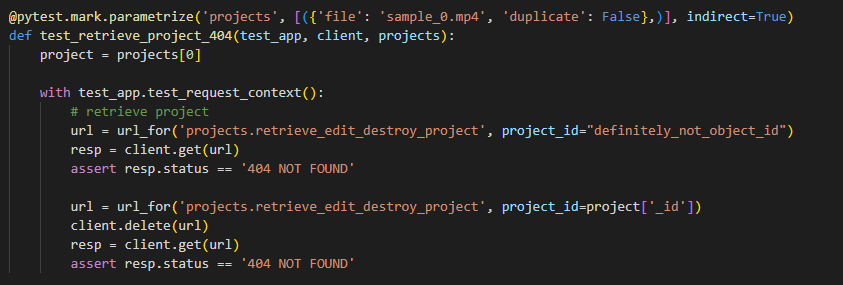 @pytest.mark.parametrize('projects', [({'file': 'sample_0.mp4', 'duplicate': False},)], indirect=True)
def test_retrieve_project_404(test_app, client, projects):
    project = projects[0]

    with test_app.test_request_context():
        # retrieve project
        url = url_for('projects.retrieve_edit_destroy_project', project_id="definitely_not_object_id")
        resp = client.get(url)
        assert resp.status == '404 NOT FOUND'

        url = url_for('projects.retrieve_edit_destroy_project', project_id=project['_id'])
        client.delete(url)
        resp = client.get(url)
        assert resp.status == '404 NOT FOUND'